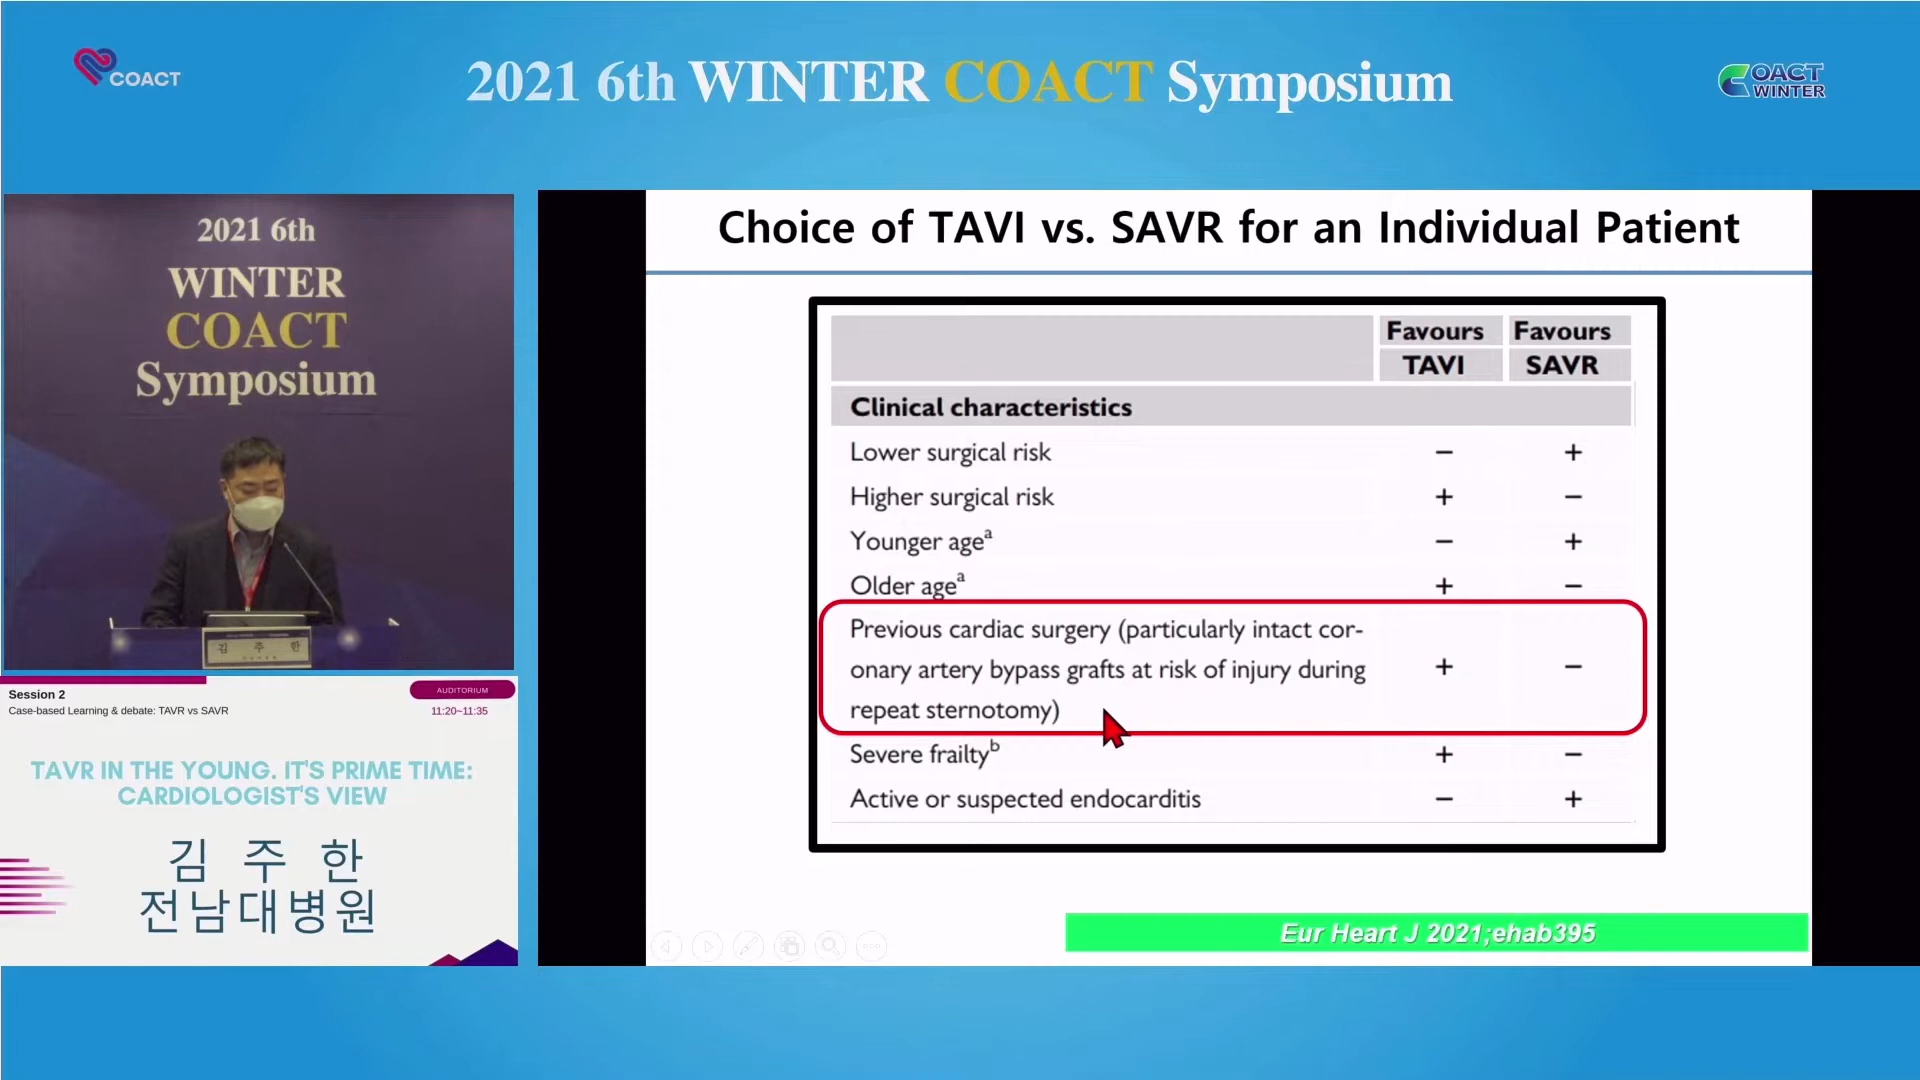 COACT
2021 6th WINTER COACT Symposium
COACT
WINTER
2021 6th
WINTER
COACT
Symposium
김 주 한
Session 2
Case-based Learning & debate: TAVR vs SAVR
AUDITORIUM
11:20~11:35
TAVR IN THE YOUNG. IT'S PRIME TIME:
CARDIOLOGIST'S VIEW
김 주 한
전남대병원
Choice of TAVI vs. SAVR for an Individual Patient
Favours Favours
TAVI SAVR
Clinical characteristics
Lower surgical risk − +
Higher surgical risk + −
Younger ageᵃ − +
Older ageᵃ + −
Previous cardiac surgery (particularly intact cor-
onary artery bypass grafts at risk of injury during + −
repeat sternotomy)
Severe frailtyᵇ + −
Active or suspected endocarditis − +
Eur Heart J 2021;ehab395